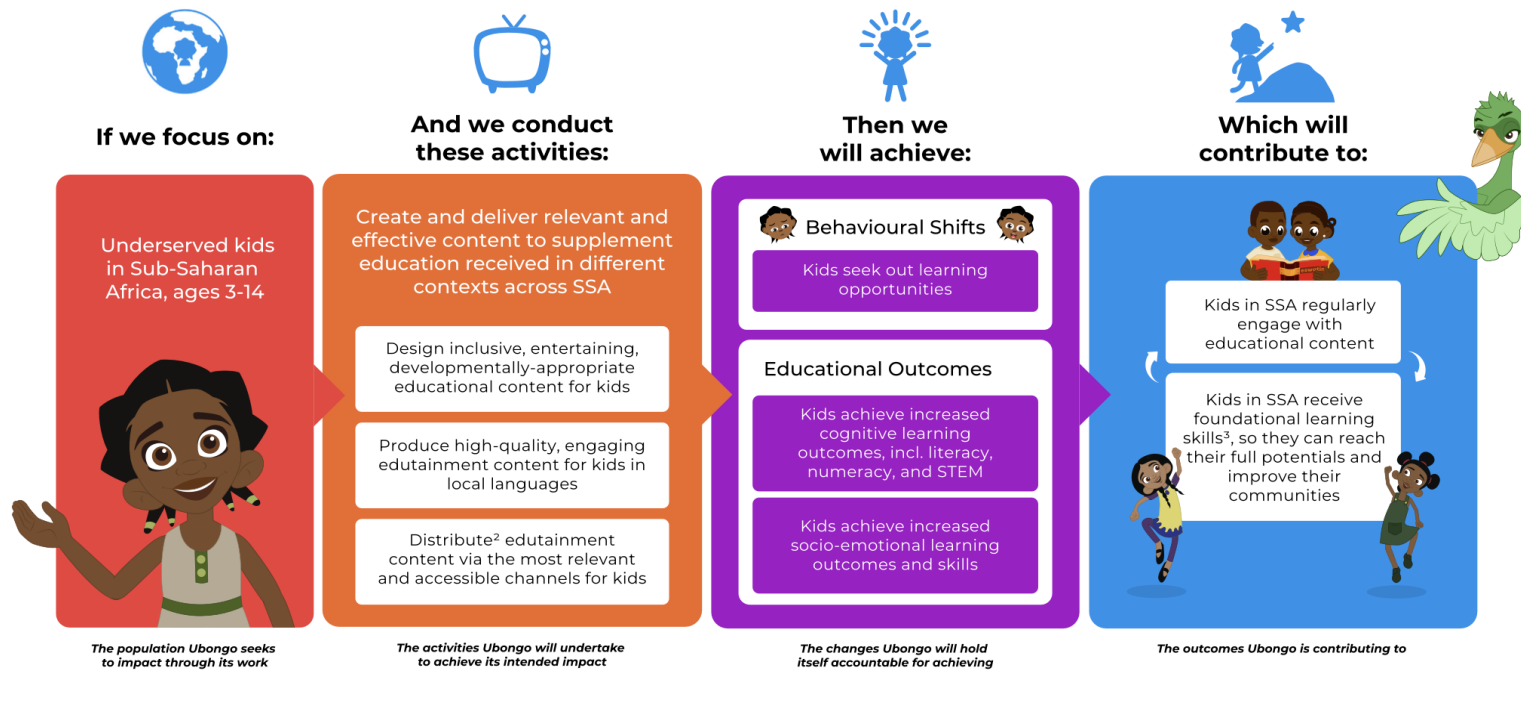 If we focus on:
Underserved kids
in Sub-Saharan
Africa, ages 3-14
The population Ubongo seeks
to impact through its work
And we conduct
these activities:
Create and deliver relevant and
effective content to supplement
education received in different
contexts across SSA
Design inclusive, entertaining,
developmentally-appropriate
educational content for kids
Produce high-quality, engaging
edutainment content for kids in
local languages
Distribute² edutainment
content via the most relevant
and accessible channels for kids
The activities Ubongo will undertake
to achieve its intended impact
Then we
will achieve:
Behavioural Shifts
Kids seek out learning
opportunities
Educational Outcomes
Kids achieve increased
cognitive learning
outcomes, incl. literacy,
numeracy, and STEM
Kids achieve increased
socio-emotional learning
outcomes and skills
The changes Ubongo will hold
itself accountable for achieving
Which will
contribute to:
Kids in SSA regularly
engage with
educational content
Kids in SSA receive
foundational learning
skills³, so they can reach
their full potentials and
improve their
communities
The outcomes Ubongo is contributing to